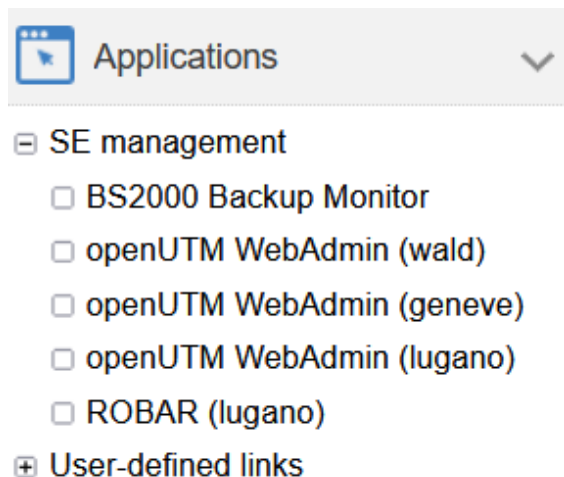 Applications
SE management
BS2000 Backup Monitor
openUTM WebAdmin (wald)
openUTM WebAdmin (geneve)
openUTM WebAdmin (lugano)
ROBAR (lugano)
User-defined links